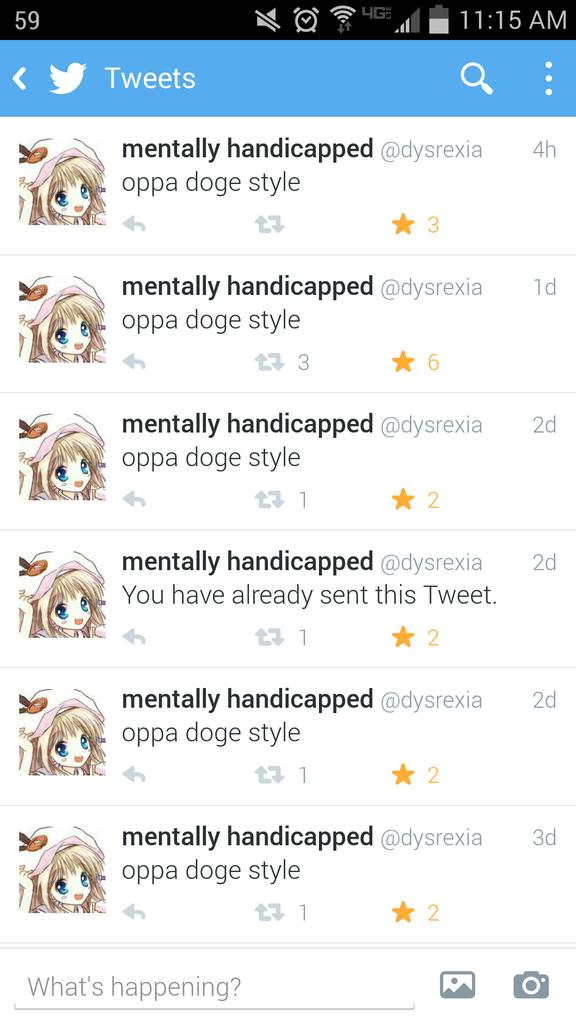 59 4G LTE 11:15 AM
Tweets
mentally handicapped @dysrexia 4h
oppa doge style
3
mentally handicapped @dysrexia 1d
oppa doge style
3 6
mentally handicapped @dysrexia 2d
oppa doge style
1 2
mentally handicapped @dysrexia 2d
You have already sent this Tweet.
1 2
mentally handicapped @dysrexia 2d
oppa doge style
1 2
mentally handicapped @dysrexia 3d
oppa doge style
1 2
What's happening?